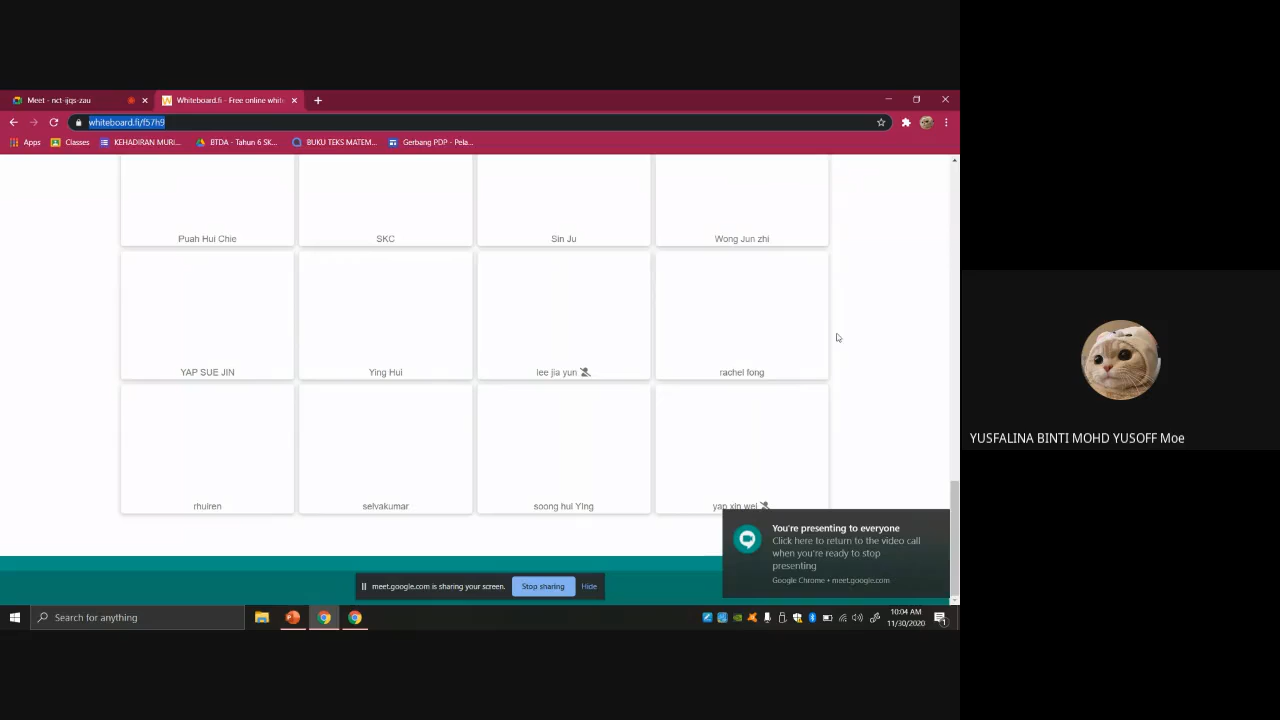 Meet - nct-ijqs-zau
Whiteboard.fi - Free online white
whiteboard.fi/f57h9
Apps
Classes
KEHADIRAN MURI...
BTDA - Tahun 6 SK...
BUKU TEKS MATEM...
Gerbang PDP - Pela...
Puah Hui Chie
SKC
Sin Ju
Wong Jun zhi
YAP SUE JIN
Ying Hui
lee jia yun
rachel fong
rhuiren
selvakumar
soong hui Ying
yap xin wei
You're presenting to everyone
Click here to return to the video call
when you're ready to stop
presenting
Google Chrome • meet.google.com
meet.google.com is sharing your screen.
Stop sharing
Hide
Search for anything
10:04 AM
11/30/2020
1
YUSFALINA BINTI MOHD YUSOFF Moe